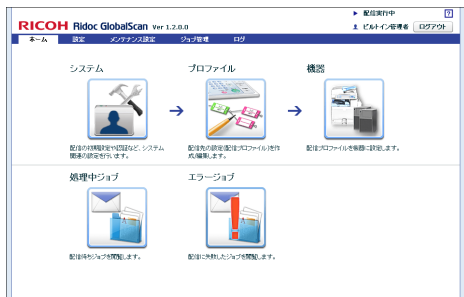 ▶ 配信実行中 ?
RICOH Ridoc GlobalScan Ver 1.2.0.0
ビルトイン管理者 ログアウト
ホーム 設定 メンテナンス設定 ジョブ管理 ログ
システム → プロファイル → 機器
配信の初期設定や認証など、システム
関連の設定を行います。
配信先の設定(配信プロファイル)を作
成/編集します。
配信プロファイルを機器に設定します。
処理中ジョブ エラージョブ
配信待ちジョブを閲覧します。
配信に失敗したジョブを閲覧します。